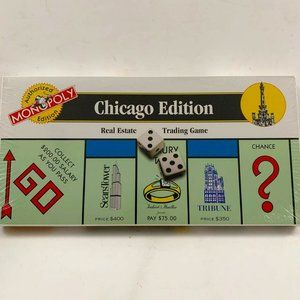 Authorized
MONOPOLY
Edition
Chicago Edition
Real Estate Trading Game
COLLECT
$200.00 SALARY
AS YOU PASS
GO
Sears Tower
PRICE $400
PAY $75.00
TRIBUNE
PRICE $350
CHANCE
?